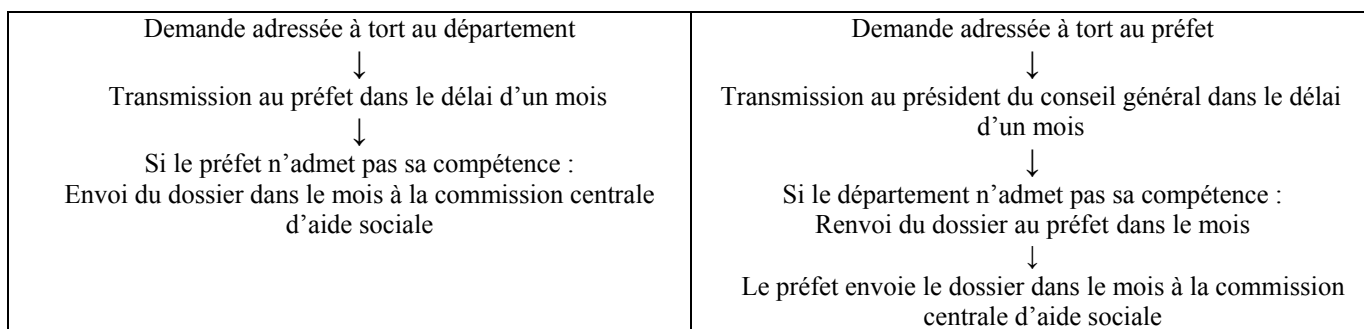 Demande adressée à tort au département
↓
Transmission au préfet dans le délai d’un mois
↓
Si le préfet n’admet pas sa compétence :
Envoi du dossier dans le mois à la commission centrale
d’aide sociale
Demande adressée à tort au préfet
↓
Transmission au président du conseil général dans le délai
d’un mois
↓
Si le département n’admet pas sa compétence :
Renvoi du dossier au préfet dans le mois
↓
Le préfet envoie le dossier dans le mois à la commission
centrale d’aide sociale